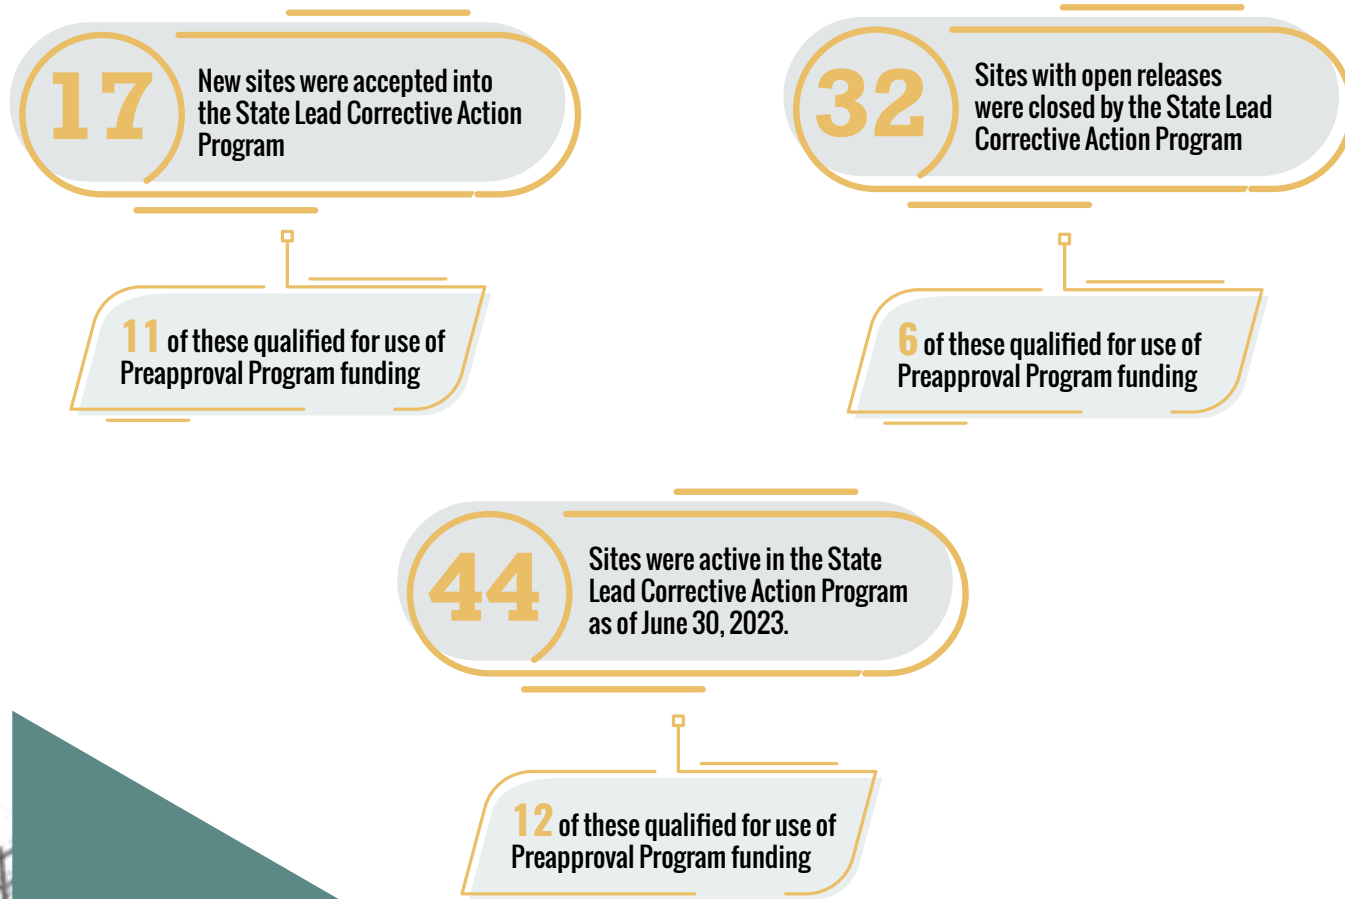 17
New sites were accepted into
the State Lead Corrective Action
Program
11 of these qualified for use of
Preapproval Program funding
32
Sites with open releases
were closed by the State Lead
Corrective Action Program
6 of these qualified for use of
Preapproval Program funding
44
Sites were active in the State
Lead Corrective Action Program
as of June 30, 2023.
12 of these qualified for use of
Preapproval Program funding